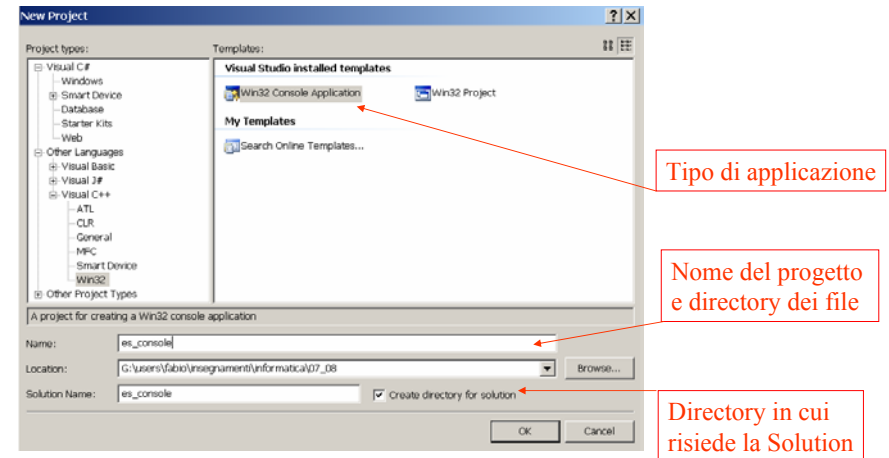 New Project
Project types:
Templates:
Visual C#
Windows
Smart Device
Database
Starter Kits
Web
Other Languages
Visual Basic
Visual J#
Visual C++
ATL
CLR
General
MFC
Smart Device
Win32
Other Project Types
Visual Studio installed templates
Win32 Console Application
Win32 Project
My Templates
Search Online Templates...
Tipo di applicazione
A project for creating a Win32 console application
Name:
es_console
Nome del progetto
e directory dei file
Location:
G:\users\fabio\insegnamenti\informatica\07_08
Browse...
Solution Name:
es_console
Create directory for solution
OK
Cancel
Directory in cui
risiede la Solution